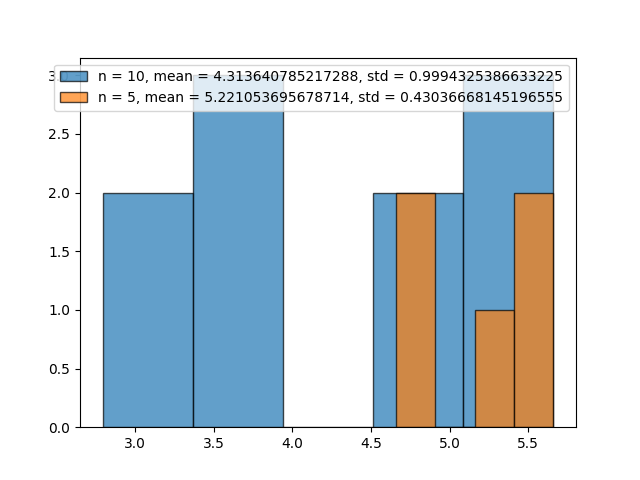 n = 10, mean = 4.313640785217288, std = 0.9994325386633225
n = 5, mean = 5.221053695678714, std = 0.43036668145196555
2.5
2.0
1.5
1.0
0.5
0.0
3.0 3.5 4.0 4.5 5.0 5.5